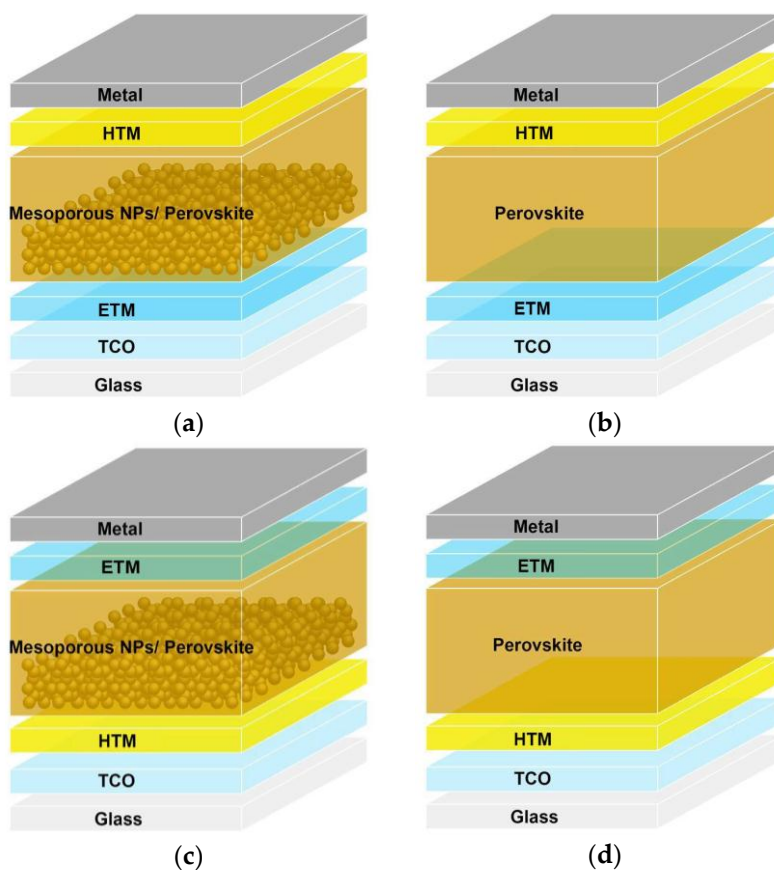 Metal
HTM
Mesoporous NPs/ Perovskite
ETM
TCO
Glass
(a)
Metal
HTM
Perovskite
ETM
TCO
Glass
(b)
Metal
ETM
Mesoporous NPs/ Perovskite
HTM
TCO
Glass
(c)
Metal
ETM
Perovskite
HTM
TCO
Glass
(d)